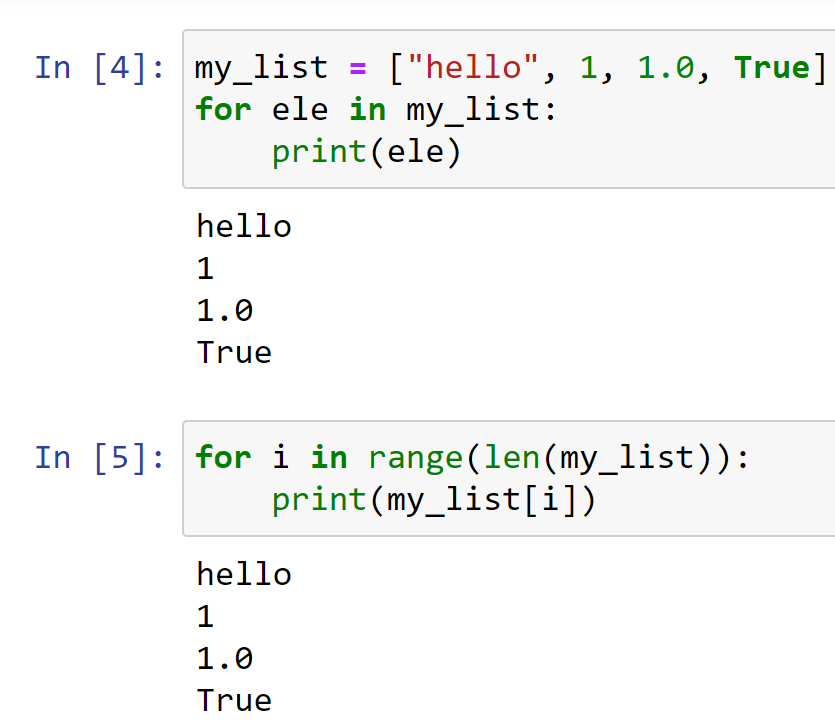 In [4]: my_list = ["hello", 1, 1.0, True]
for ele in my_list:
    print(ele)
hello
1
1.0
True
In [5]: for i in range(len(my_list)):
    print(my_list[i])
hello
1
1.0
True